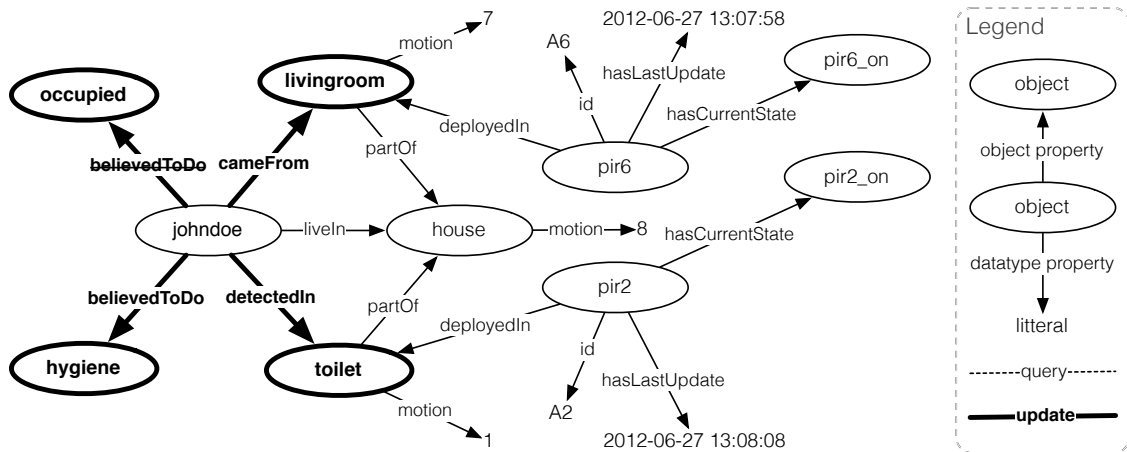 7
2012-06-27 13:07:58
Legend
motion
A6
pir6_on
livingroom
hasLastUpdate
object
occupied
id
hasCurrentState
deployedIn
partOf
object property
believedToDo
cameFrom
pir6
pir2_on
object
johndoe
liveIn
house
motion
8
hasCurrentState
datatype property
believedToDo
detectedIn
pir2
partOf
deployedIn
litteral
id
hygiene
toilet
hasLastUpdate
query
motion
A2
update
1
2012-06-27 13:08:08